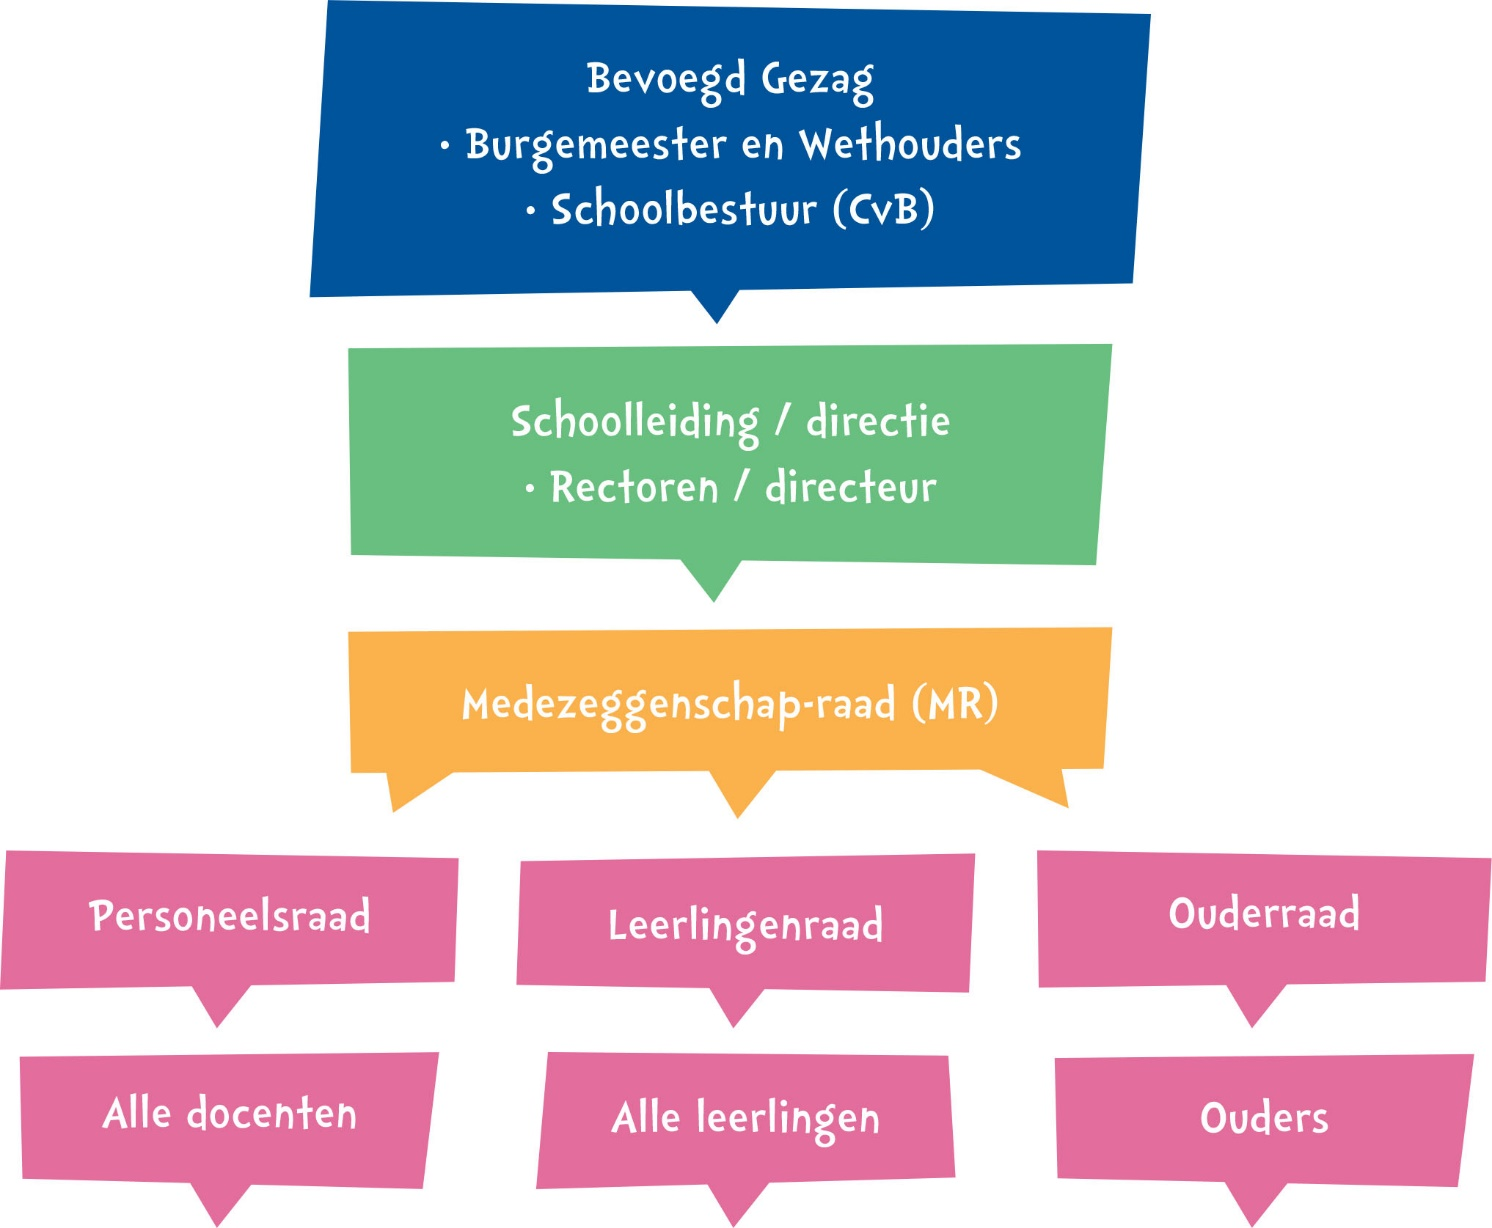 Bevoegd Gezag
• Burgemeester en Wethouders
• Schoolbestuur (CvB)
Schoolleiding / directie
• Rectoren / directeur
Medezeggenschap-raad (MR)
Personeelsraad
Leerlingenraad
Ouderraad
Alle docenten
Alle leerlingen
Ouders